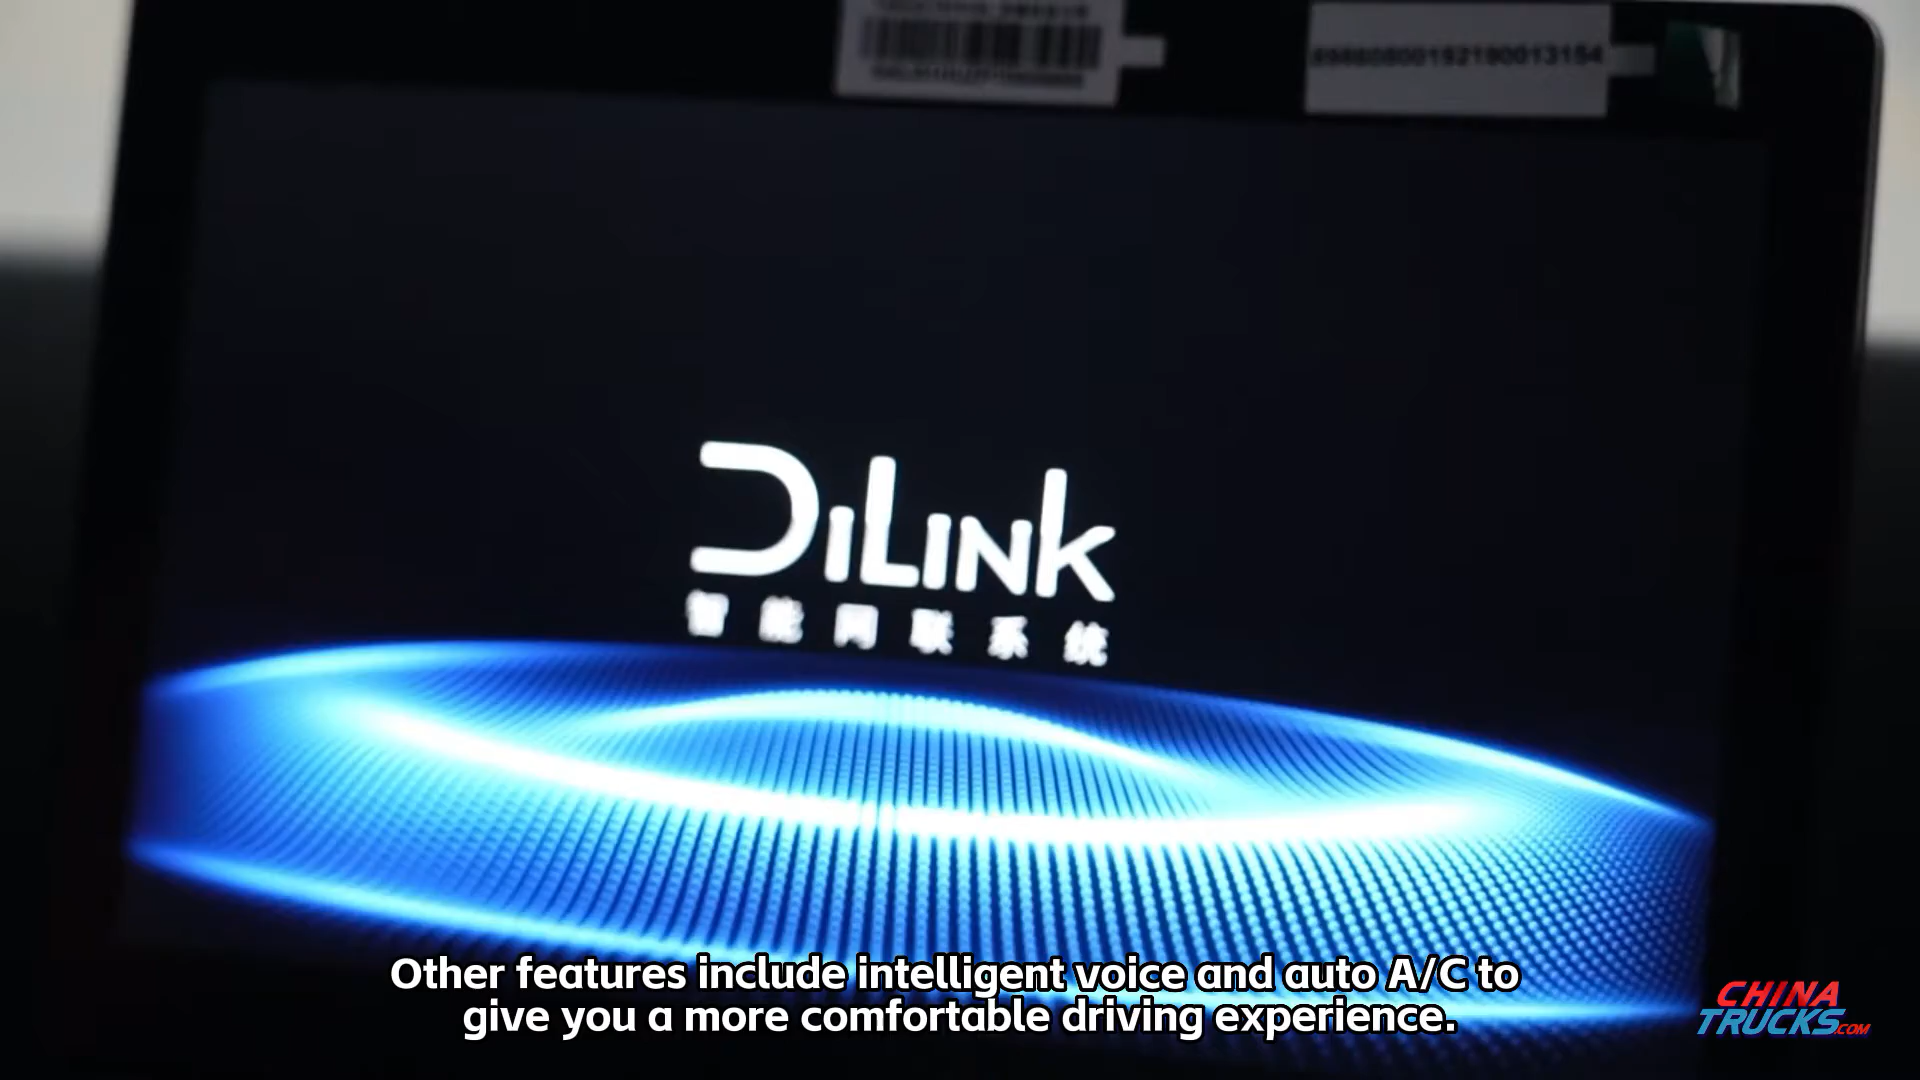 89860800192190013154
DiLink
智能网联系统
Other features include intelligent voice and auto A/C to
give you a more comfortable driving experience.
CHINA
TRUCKS.COM